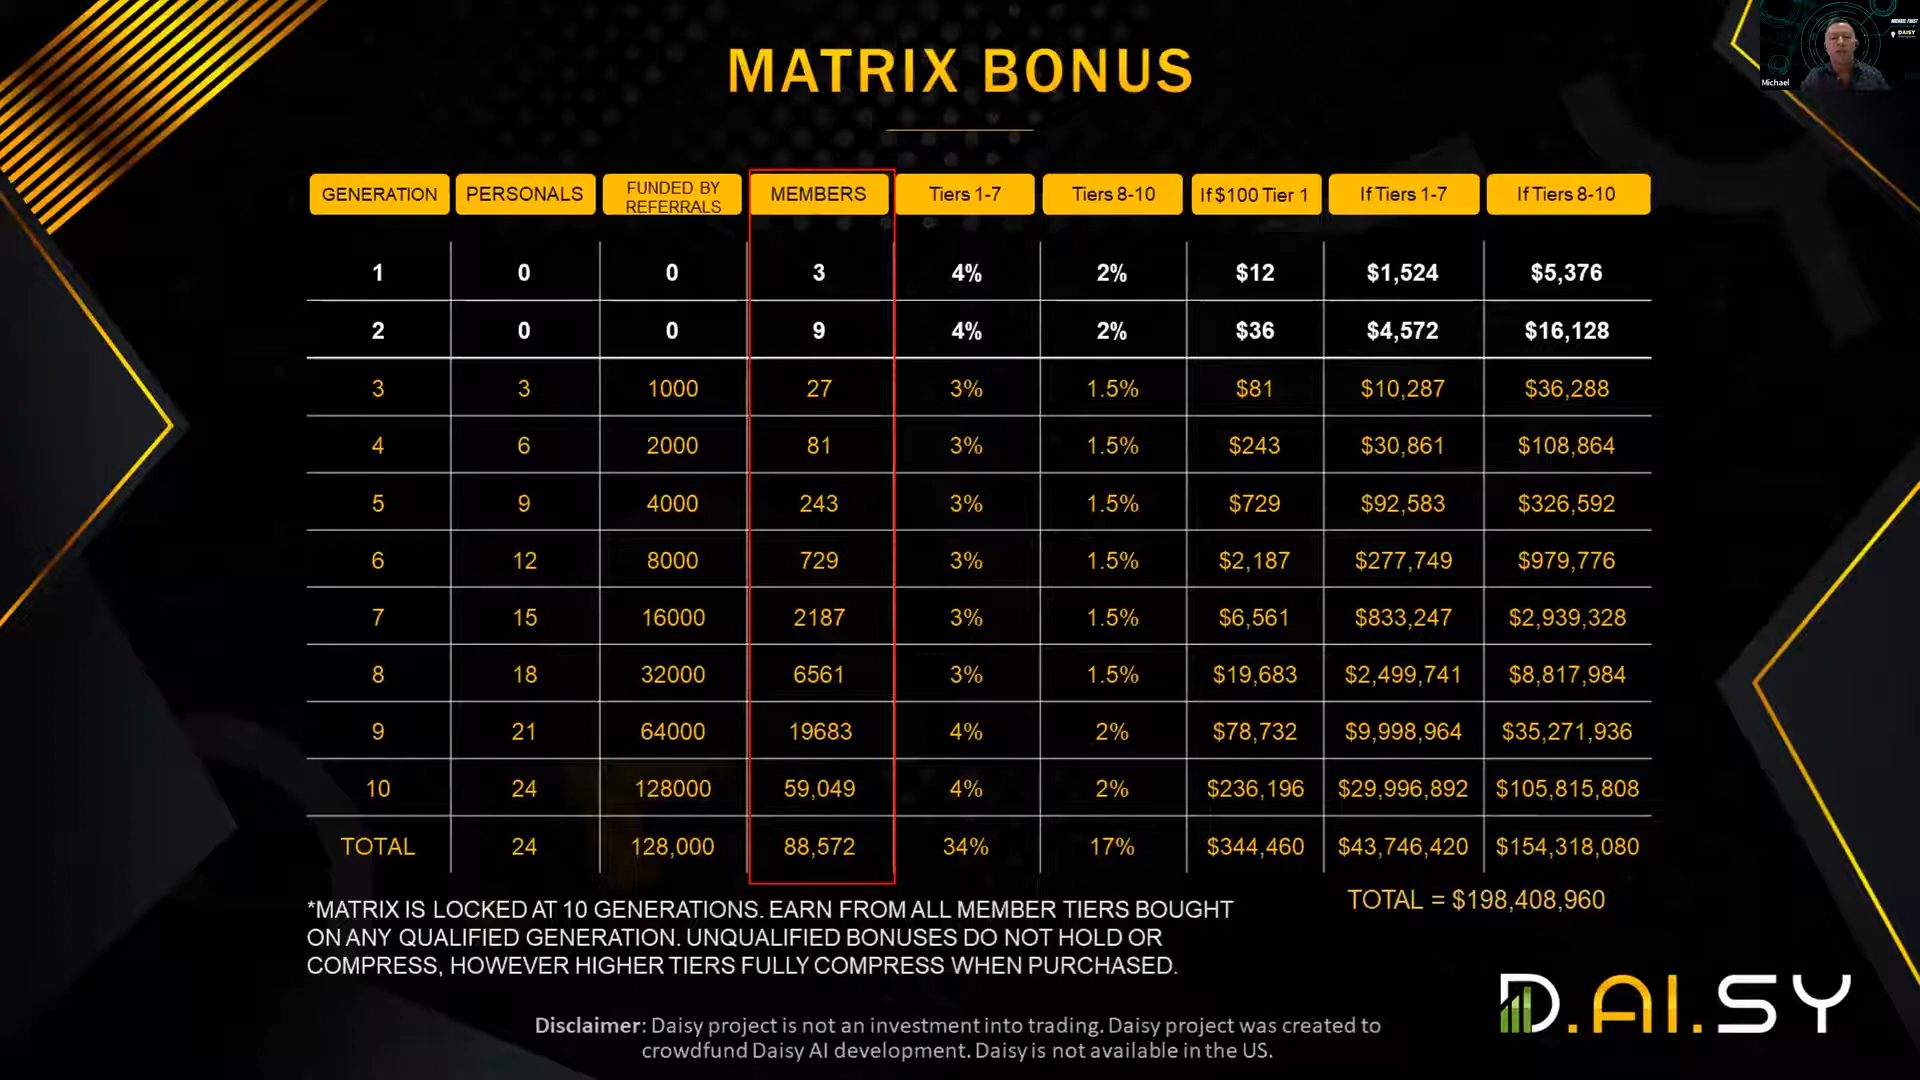 MATRIX BONUS
Michael
MICHAEL FAUST
DAISY
GENERATION PERSONALS FUNDED BY REFERRALS MEMBERS Tiers 1-7 Tiers 8-10 If $100 Tier 1 If Tiers 1-7 If Tiers 8-10
1 0 0 3 4% 2% $12 $1,524 $5,376
2 0 0 9 4% 2% $36 $4,572 $16,128
3 3 1000 27 3% 1.5% $81 $10,287 $36,288
4 6 2000 81 3% 1.5% $243 $30,861 $108,864
5 9 4000 243 3% 1.5% $729 $92,583 $326,592
6 12 8000 729 3% 1.5% $2,187 $277,749 $979,776
7 15 16000 2187 3% 1.5% $6,561 $833,247 $2,939,328
8 18 32000 6561 3% 1.5% $19,683 $2,499,741 $8,817,984
9 21 64000 19683 4% 2% $78,732 $9,998,964 $35,271,936
10 24 128000 59,049 4% 2% $236,196 $29,996,892 $105,815,808
TOTAL 24 128,000 88,572 34% 17% $344,460 $43,746,420 $154,318,080
TOTAL = $198,408,960
*MATRIX IS LOCKED AT 10 GENERATIONS. EARN FROM ALL MEMBER TIERS BOUGHT
ON ANY QUALIFIED GENERATION. UNQUALIFIED BONUSES DO NOT HOLD OR
COMPRESS, HOWEVER HIGHER TIERS FULLY COMPRESS WHEN PURCHASED.
D.AI.SY
Disclaimer: Daisy project is not an investment into trading. Daisy project was created to
crowdfund Daisy AI development. Daisy is not available in the US.